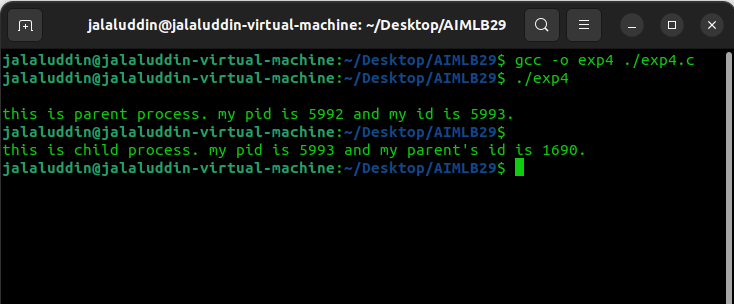 jalaluddin@jalaluddin-virtual-machine: ~/Desktop/AIMLB29
jalaluddin@jalaluddin-virtual-machine:~/Desktop/AIMLB29$ gcc -o exp4 ./exp4.c
jalaluddin@jalaluddin-virtual-machine:~/Desktop/AIMLB29$ ./exp4
this is parent process. my pid is 5992 and my id is 5993.
jalaluddin@jalaluddin-virtual-machine:~/Desktop/AIMLB29$
this is child process. my pid is 5993 and my parent's id is 1690.
jalaluddin@jalaluddin-virtual-machine:~/Desktop/AIMLB29$